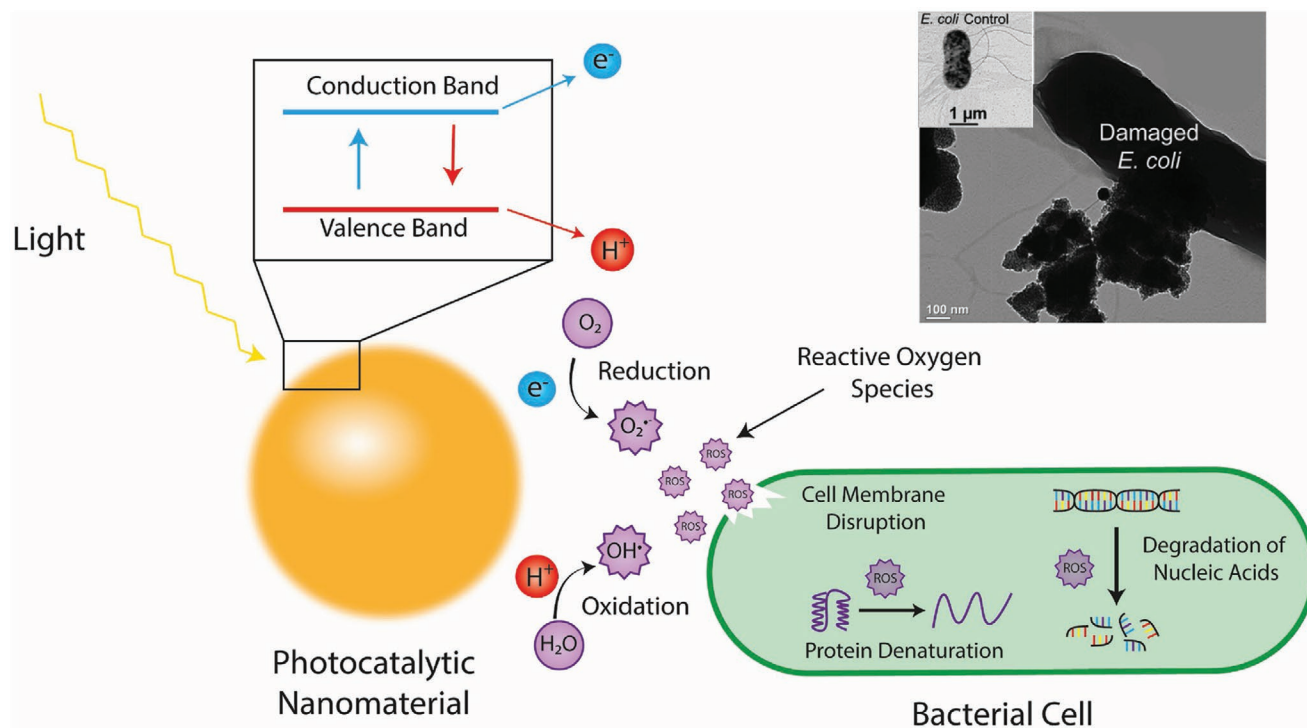 Light
Conduction Band
Valence Band
e-
H+
O₂
Reduction
e-
O₂•-
Reactive Oxygen
Species
ROS
ROS
ROS
ROS
OH•
H+
Oxidation
H₂O
Photocatalytic
Nanomaterial
Cell Membrane
Disruption
ROS
Protein Denaturation
ROS
Degradation of
Nucleic Acids
Bacterial Cell
E. coli Control
1 µm
Damaged
E. coli
100 nm